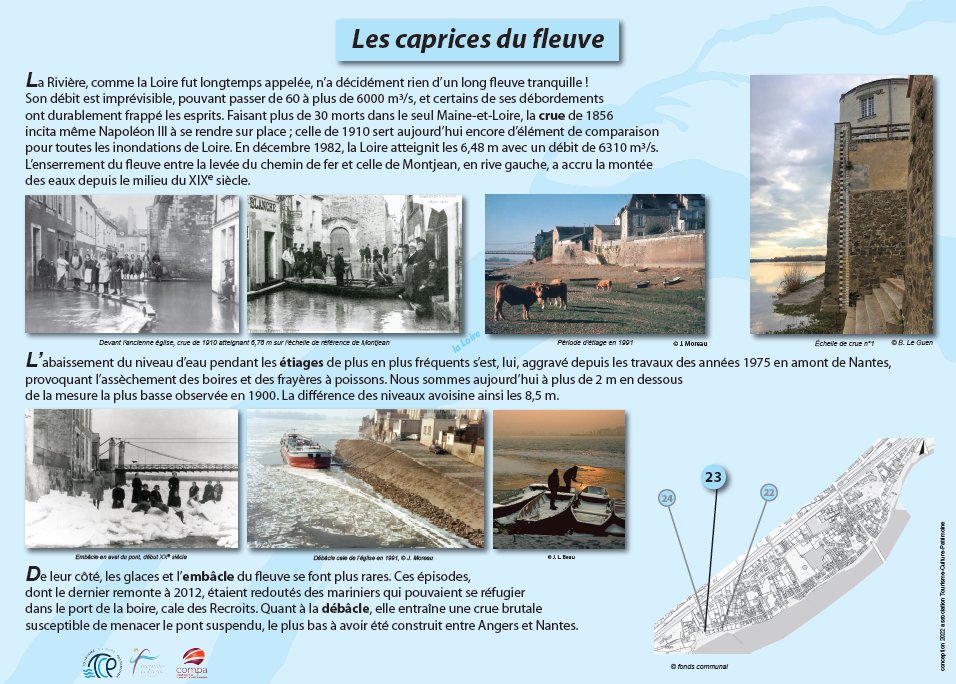 Les caprices du fleuve
La Rivière, comme la Loire fut longtemps appelée, n'a décidément rien d'un long fleuve tranquille !
Son débit est imprévisible, pouvant passer de 60 à plus de 6000 m³/s, et certains de ses débordements
ont durablement frappé les esprits. Faisant plus de 30 morts dans le seul Maine-et-Loire, la crue de 1856
incita même Napoléon III à se rendre sur place ; celle de 1910 sert aujourd'hui encore d'élément de comparaison
pour toutes les inondations de Loire. En décembre 1982, la Loire atteignit les 6,48 m avec un débit de 6310 m³/s.
L'enserrement du fleuve entre la levée du chemin de fer et celle de Montjean, en rive gauche, a accru la montée
des eaux depuis le milieu du XIXe siècle.
BLANCHE
Devant l'ancienne église, crue de 1910 atteignant 6,76 m sur l'échelle de référence de Montjean
la Loire
Période d'étiage en 1991
© J. Moreau
Échelle de crue n°1
© B. Le Guen
L'abaissement du niveau d'eau pendant les étiages de plus en plus fréquents s'est, lui, aggravé depuis les travaux des années 1975 en amont de Nantes,
provoquant l'assèchement des boires et des frayères à poissons. Nous sommes aujourd'hui à plus de 2 m en dessous
de la mesure la plus basse observée en 1900. La différence des niveaux avoisine ainsi les 8,5 m.
Embâcle en aval du pont, début XXe siècle
Débâcle cale de l'église en 1991, © J. Moreau
© J. L Beau
24
23
22
De leur côté, les glaces et l'embâcle du fleuve se font plus rares. Ces épisodes,
dont le dernier remonte à 2012, étaient redoutés des mariniers qui pouvaient se réfugier
dans le port de la boire, cale des Recroits. Quant à la débâcle, elle entraîne une crue brutale
susceptible de menacer le pont suspendu, le plus bas à avoir été construit entre Angers et Nantes.
© fonds communal
conception 2022 association Tourisme-Culture-Patrimoine
compa